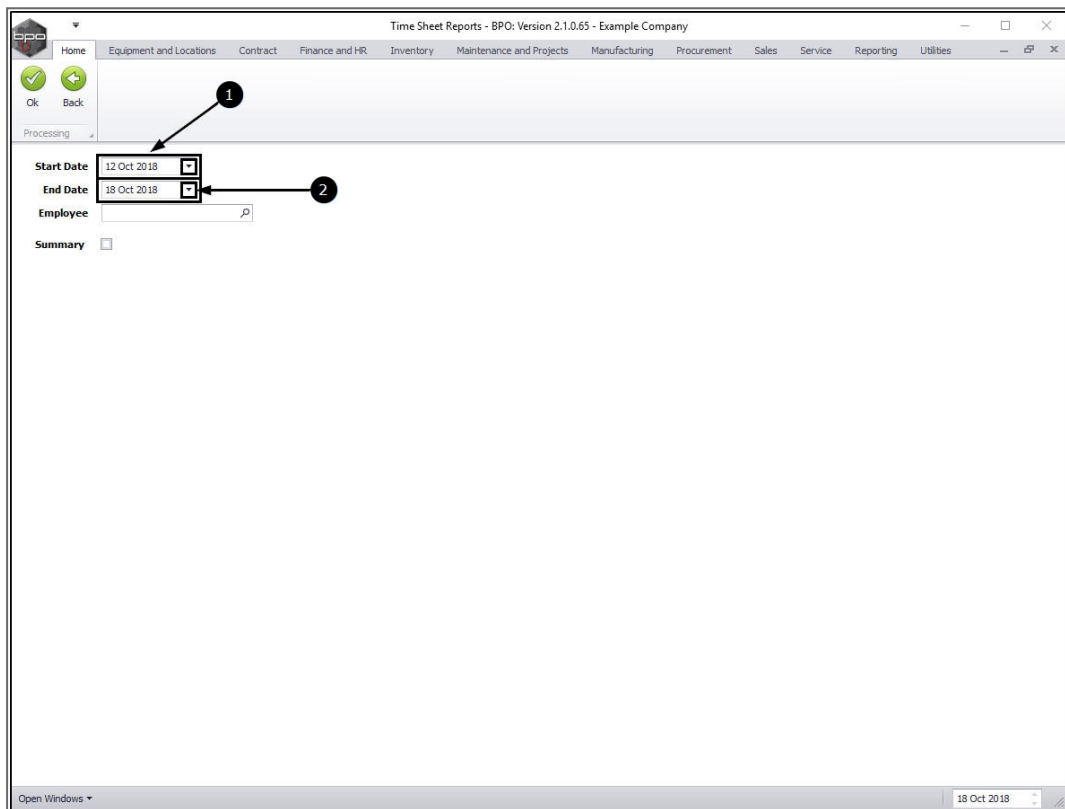 Time Sheet Reports - BPO: Version 2.1.0.65 - Example Company
bpo
Home Equipment and Locations Contract Finance and HR Inventory Maintenance and Projects Manufacturing Procurement Sales Service Reporting Utilities
Ok Back
1
Processing
Start Date 12 Oct 2018
End Date 18 Oct 2018 2
Employee
Summary
Open Windows 18 Oct 2018